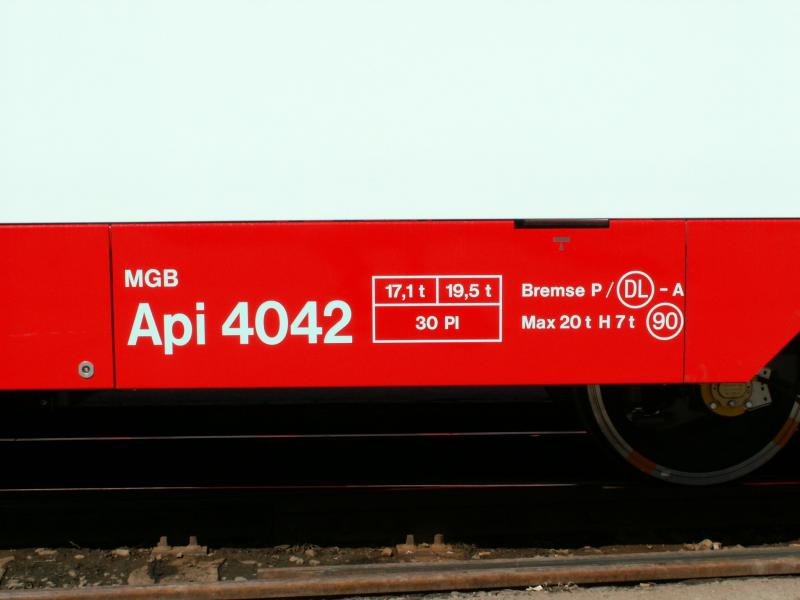 MGB
Api 4042
17,1 t 19,5 t
30 Pl
Bremse P / DL - A
Max 20 t H 7 t 90